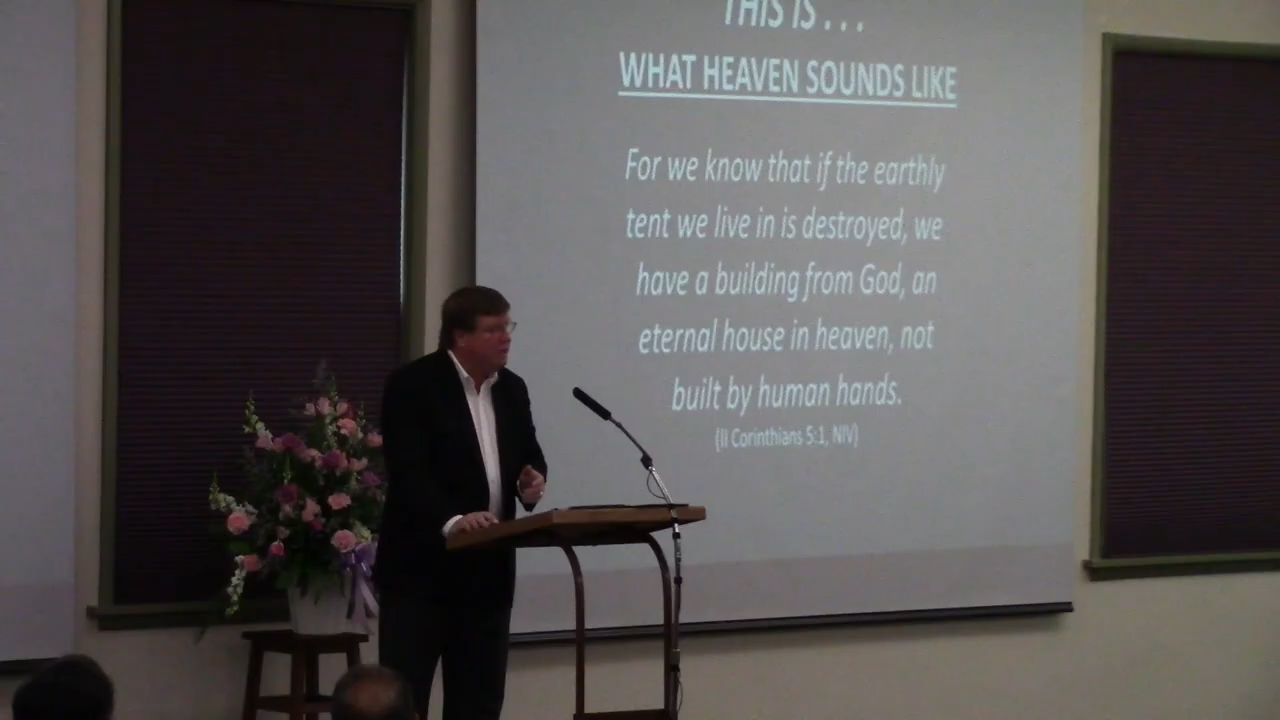 THIS IS . . .
WHAT HEAVEN SOUNDS LIKE
For we know that if the earthly
tent we live in is destroyed, we
have a building from God, an
eternal house in heaven, not
built by human hands.
(II Corinthians 5:1, NIV)